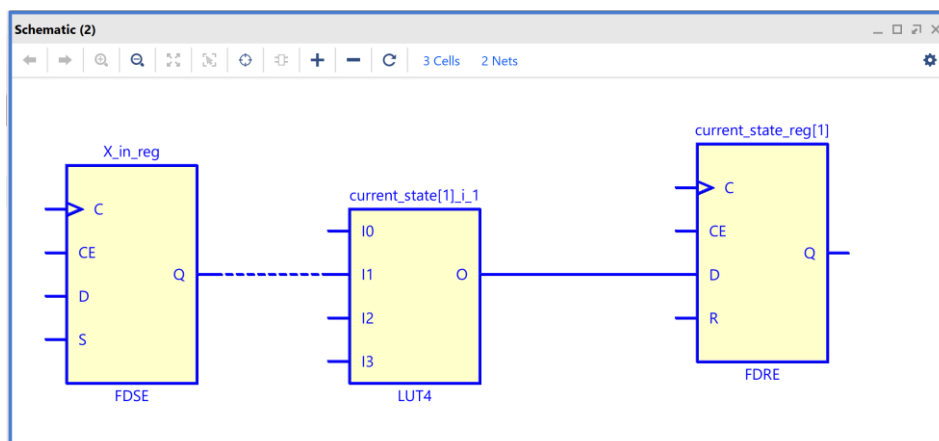 Schematic (2)
3 Cells 2 Nets
X_in_reg
C
CE
D
S
Q
FDSE
current_state[1]_i_1
I0
I1
I2
I3
O
LUT4
current_state_reg[1]
C
CE
D
R
Q
FDRE